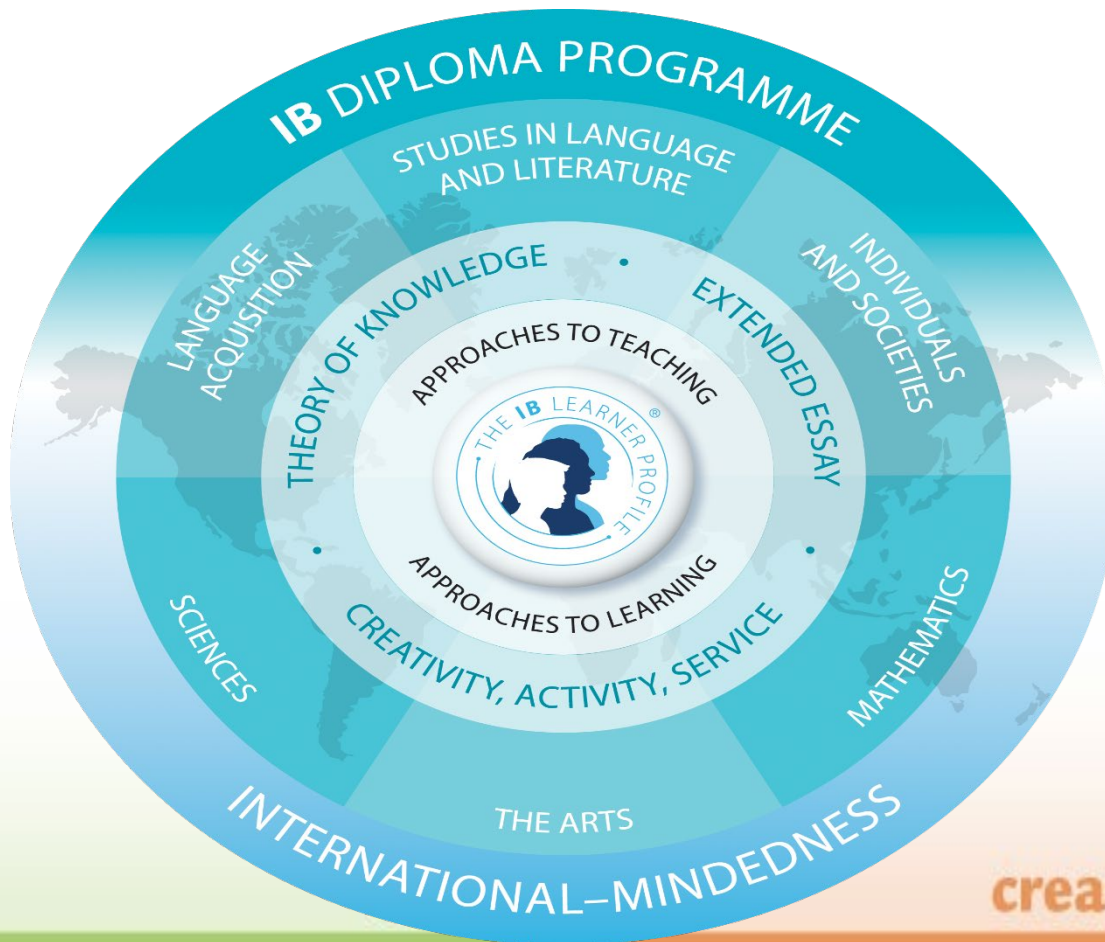 IB DIPLOMA PROGRAMME
STUDIES IN LANGUAGE
AND LITERATURE
LANGUAGE
ACQUISITION
INDIVIDUALS
AND SOCIETIES
THEORY OF KNOWLEDGE
•
EXTENDED ESSAY
APPROACHES TO TEACHING
THE IB LEARNER PROFILE
®
APPROACHES TO LEARNING
•
CREATIVITY, ACTIVITY, SERVICE
•
SCIENCES
MATHEMATICS
THE ARTS
INTERNATIONAL–MINDEDNESS
crea